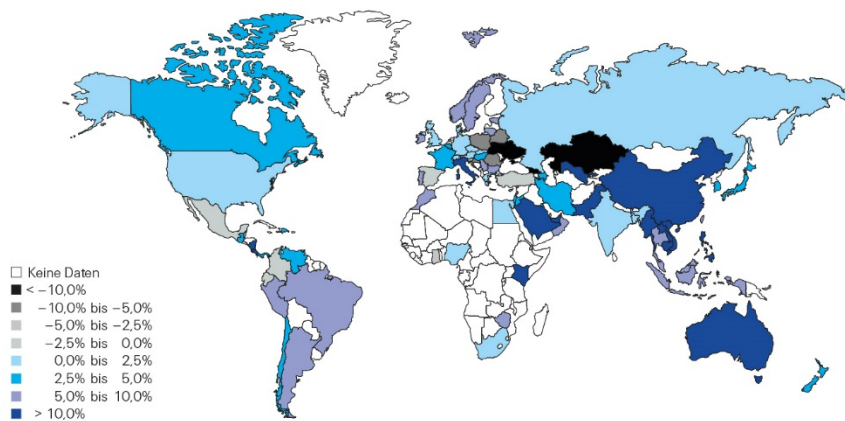 Keine Daten
< −10,0%
−10,0% bis −5,0%
−5,0% bis −2,5%
−2,5% bis 0,0%
0,0% bis 2,5%
2,5% bis 5,0%
5,0% bis 10,0%
> 10,0%